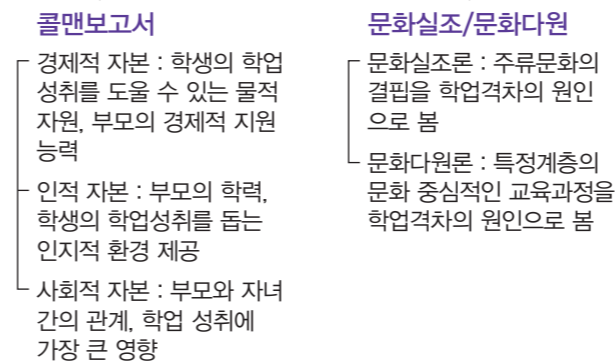 콜맨보고서
경제적 자본 : 학생의 학업
성취를 도울 수 있는 물적
자원, 부모의 경제적 지원
능력
인적 자본 : 부모의 학력,
학생의 학업성취를 돕는
인지적 환경 제공
사회적 자본 : 부모와 자녀
간의 관계, 학업 성취에
가장 큰 영향
문화실조/문화다원
문화실조론 : 주류문화의
결핍을 학업격차의 원인
으로 봄
문화다원론 : 특정계층의
문화 중심적인 교육과정을
학업격차의 원인으로 봄